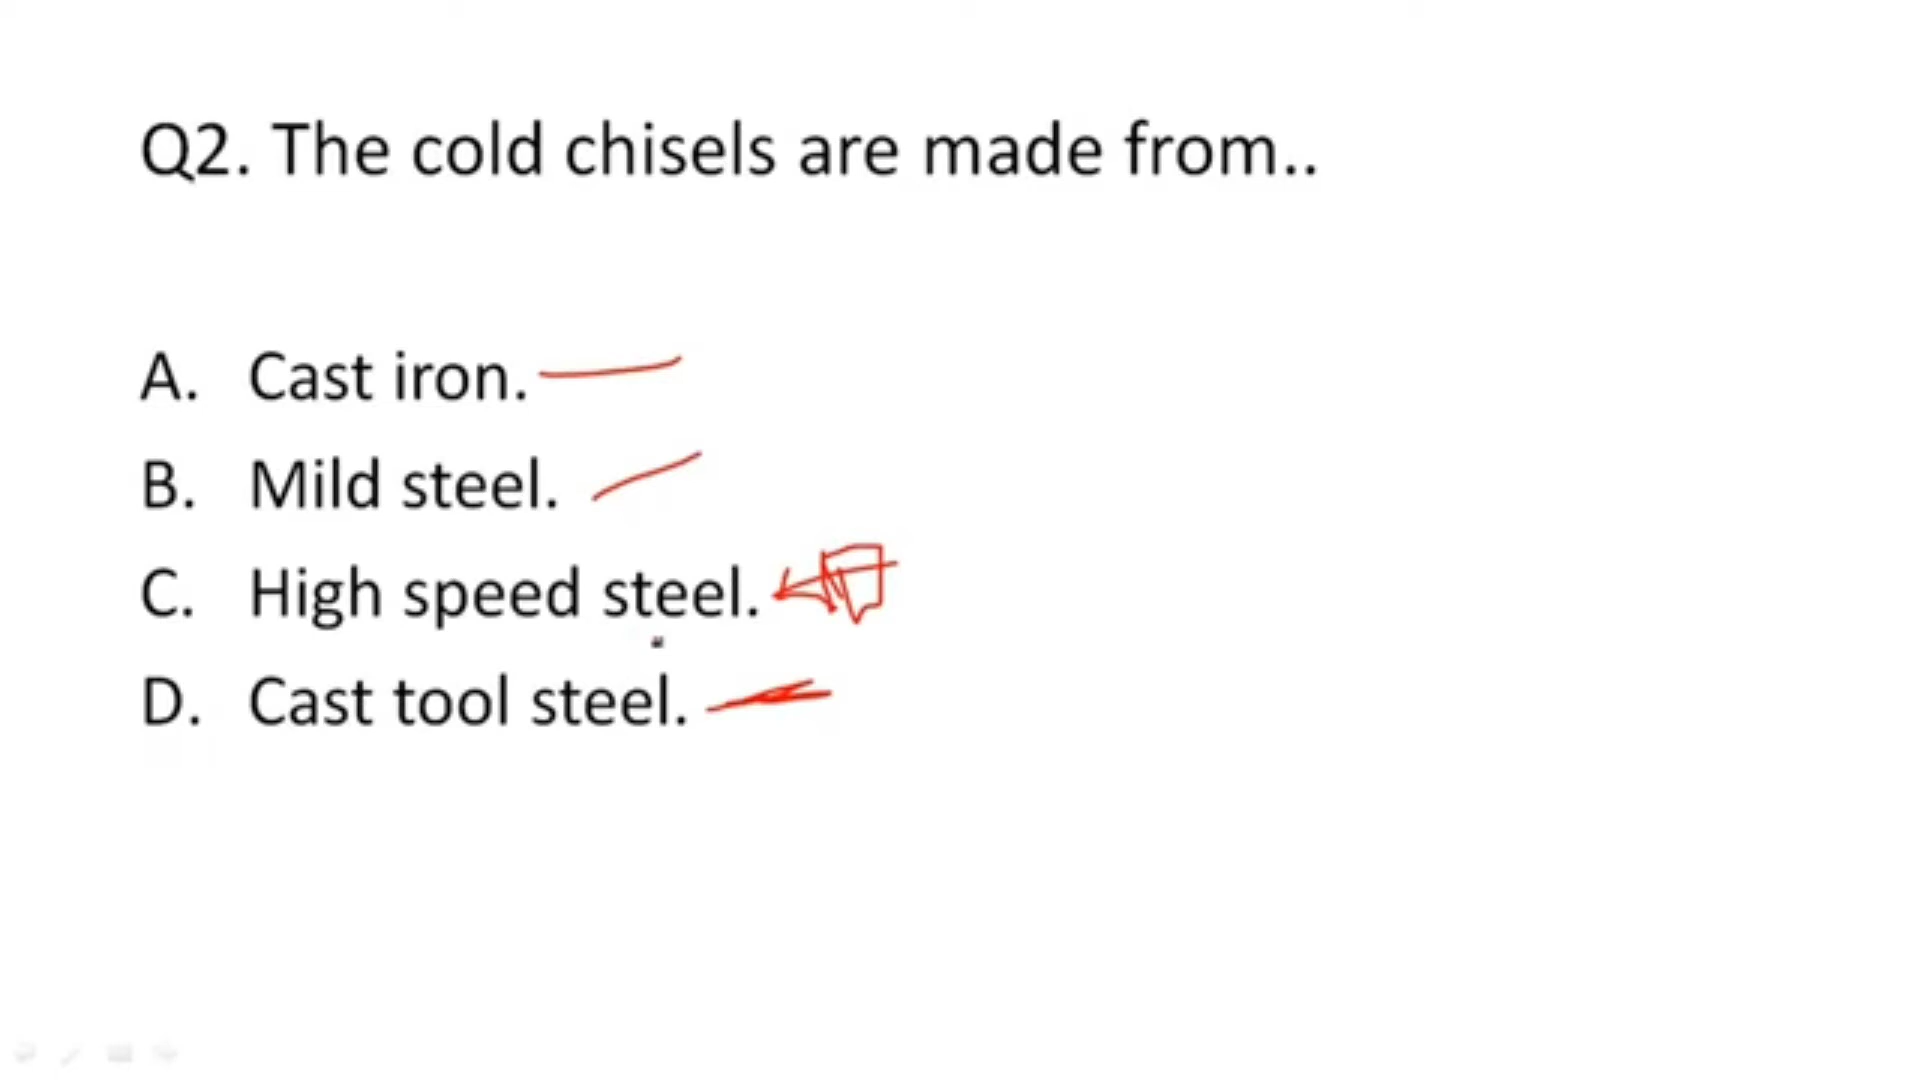 Q2. The cold chisels are made from..
A. Cast iron.
B. Mild steel.
C. High speed steel.
D. Cast tool steel.